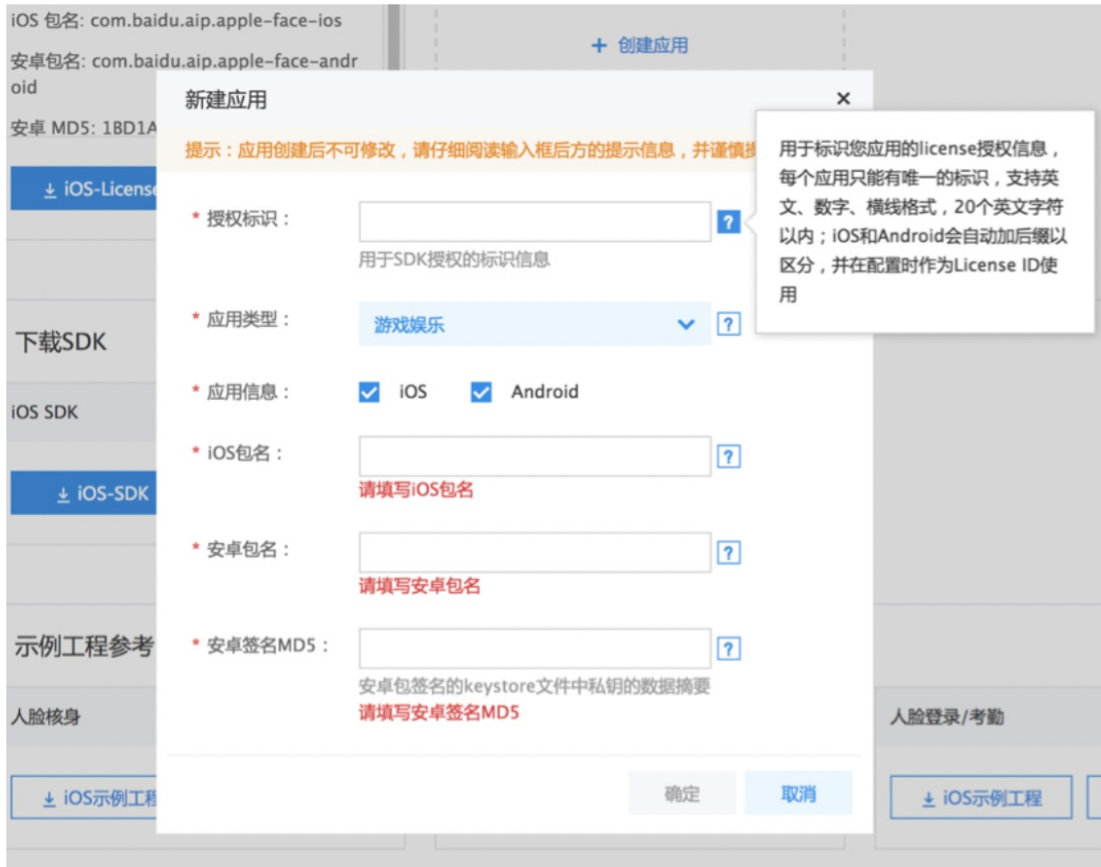 iOS 包名: com.baidu.aip.apple-face-ios
安卓包名: com.baidu.aip.apple-face-andr
oid
安卓 MD5: 1BD1A
iOS-License
+ 创建应用
新建应用
×
提示：应用创建后不可修改，请仔细阅读输入框后方的提示信息，并谨慎
* 授权标识：
?
用于SDK授权的标识信息
用于标识您应用的license授权信息，
每个应用只能有唯一的标识，支持英
文、数字、横线格式，20个英文字符
以内；iOS和Android会自动加后缀以
区分，并在配置时作为License ID使
用
* 应用类型：
游戏娱乐
?
* 应用信息：
iOS
Android
* iOS包名：
?
请填写iOS包名
* 安卓包名：
?
请填写安卓包名
* 安卓签名MD5：
?
安卓包签名的keystore文件中私钥的数据摘要
请填写安卓签名MD5
确定
取消
下载SDK
iOS SDK
iOS-SDK
示例工程参考
人脸核身
iOS示例工程
人脸登录/考勤
iOS示例工程